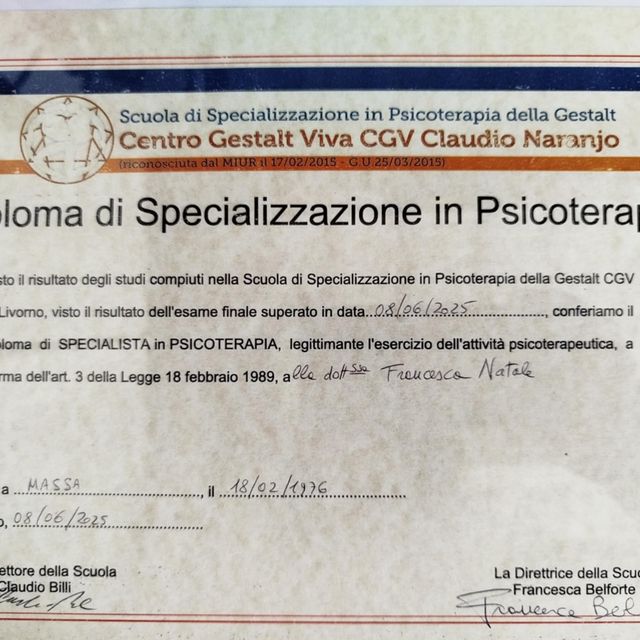 Scuola di Specializzazione in Psicoterapia della Gestalt
Centro Gestalt Viva CGV Claudio Naranjo
(riconosciuta dal MIUR il 17/02/2015 - G.U 25/03/2015)
loma di Specializzazione in Psicotera
sto il risultato degli studi compiuti nella Scuola di Specializzazione in Psicoterapia della Gestalt CGV
Livorno, visto il risultato dell'esame finale superato in data...08/06/2025..................., conferiamo il
loma di SPECIALISTA in PSICOTERAPIA, legittimante l'esercizio dell'attività psicoterapeutica, a
rma dell'art. 3 della Legge 18 febbraio 1989, alla dott.ssa Francesca Natale
a ...MASSA..................................., il ...18/02/1976......................
o, 08/06/2025..........................
ettore della Scuola
Claudio Billi
La Direttrice della Scuo
Francesca Belforte
Francesca Bel